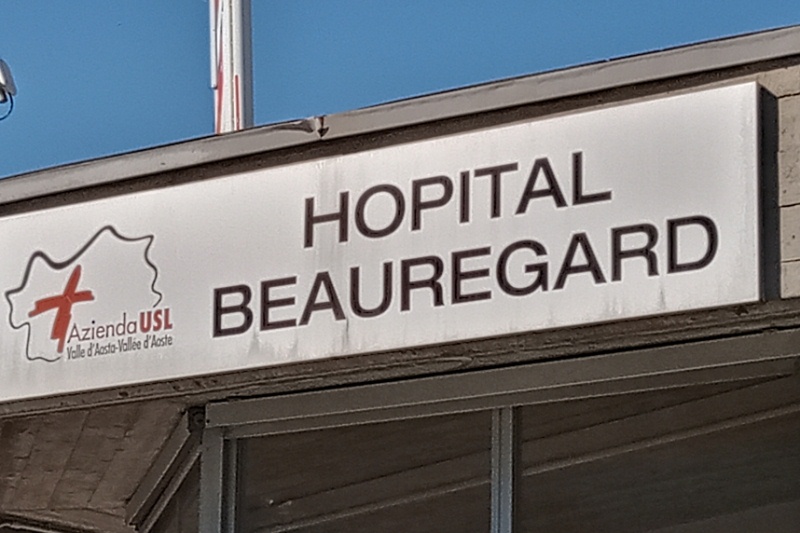 HOPITAL
BEAUREGARD
Azienda USL
Valle d'Aosta-Vallée d'Aoste